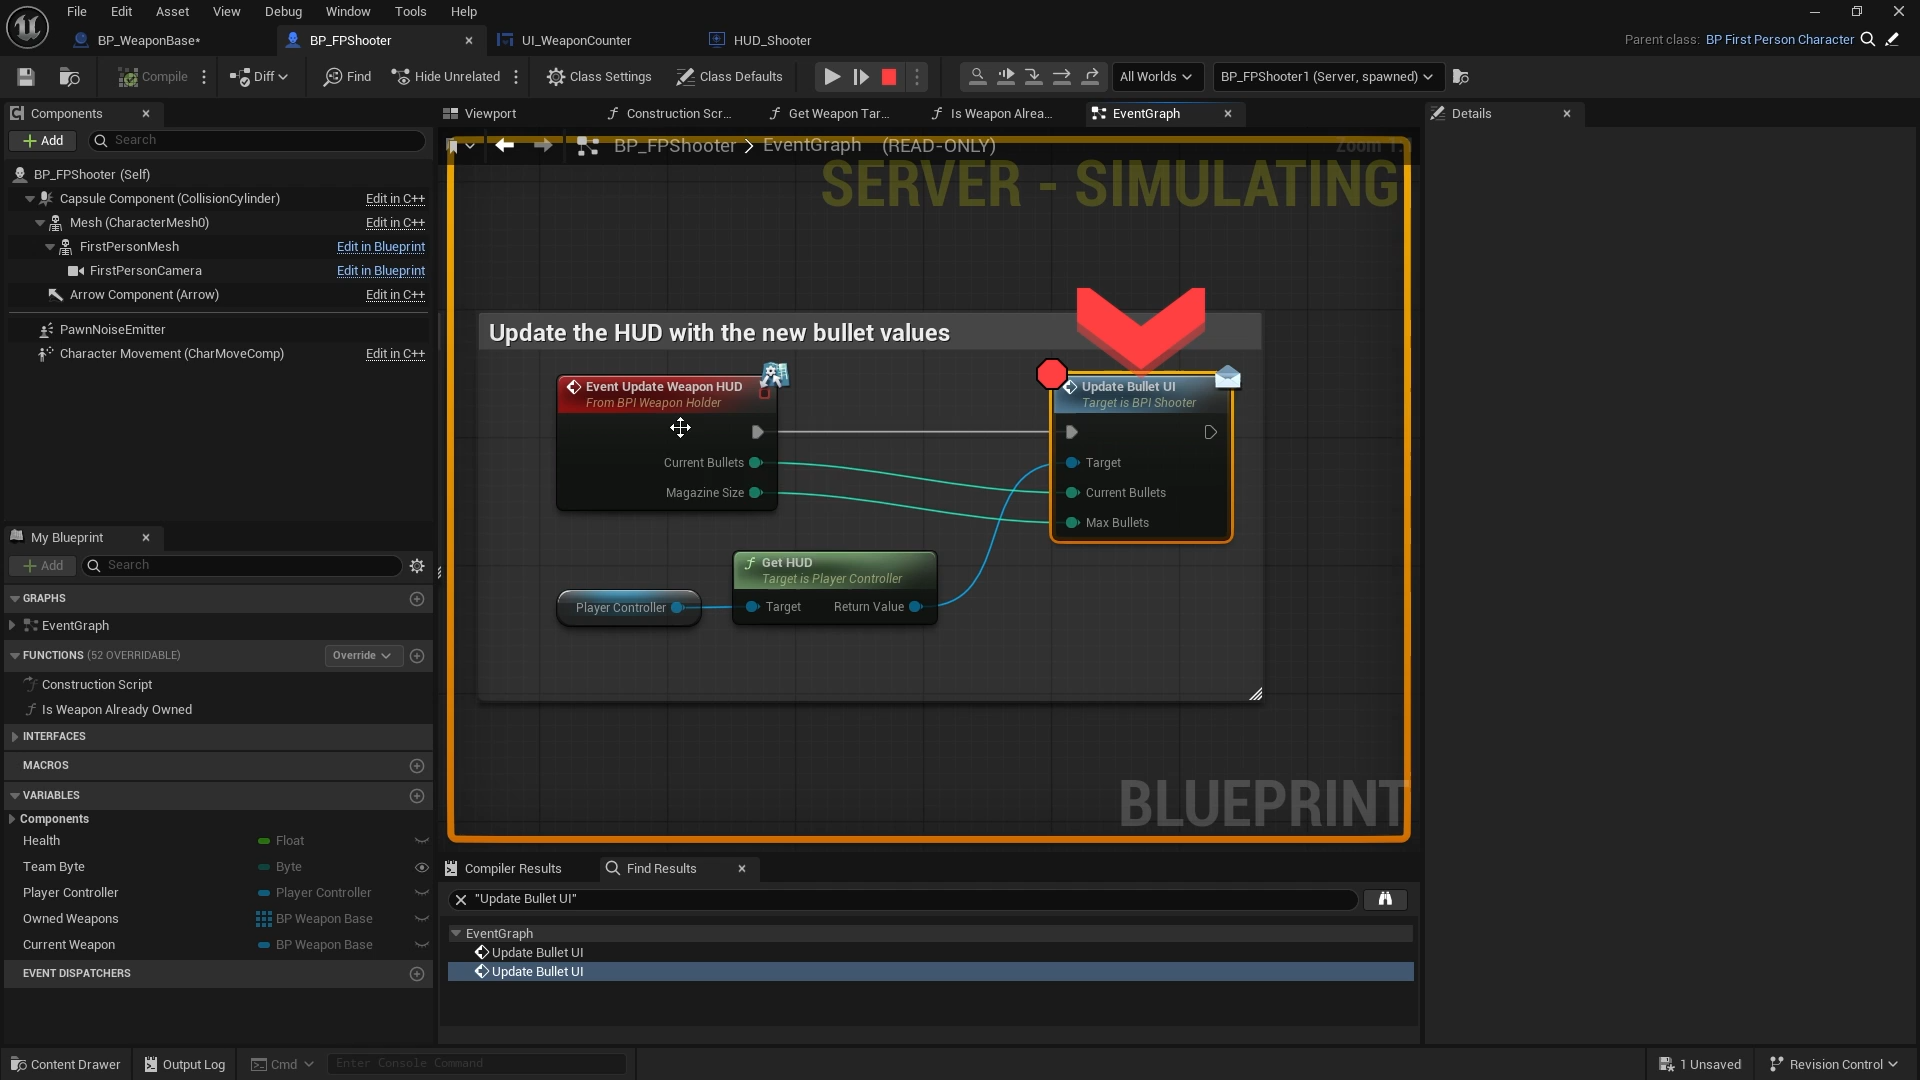 File Edit Asset View Debug Window Tools Help
BP_WeaponBase* BP_FPShooter UI_WeaponCounter HUD_Shooter
Parent class: BP First Person Character
Compile Diff Find Hide Unrelated Class Settings Class Defaults All Worlds BP_FPShooter1 (Server, spawned)
Components
Add Search
BP_FPShooter (Self)
Capsule Component (CollisionCylinder) Edit in C++
Mesh (CharacterMesh0) Edit in C++
FirstPersonMesh Edit in Blueprint
FirstPersonCamera Edit in Blueprint
Arrow Component (Arrow) Edit in C++
PawnNoiseEmitter
Character Movement (CharMoveComp) Edit in C++
My Blueprint
Add Search
GRAPHS
EventGraph
FUNCTIONS (52 OVERRIDABLE) Override
Construction Script
Is Weapon Already Owned
INTERFACES
MACROS
VARIABLES
Components
Health Float
Team Byte Byte
Player Controller Player Controller
Owned Weapons BP Weapon Base
Current Weapon BP Weapon Base
EVENT DISPATCHERS
Viewport Construction Scr... Get Weapon Tar... Is Weapon Alrea... EventGraph
BP_FPShooter > EventGraph (READ-ONLY)
SERVER - SIMULATING
Update the HUD with the new bullet values
Event Update Weapon HUD
From BPI Weapon Holder
Current Bullets
Magazine Size
Update Bullet UI
Target is BPI Shooter
Target
Current Bullets
Max Bullets
Get HUD
Target is Player Controller
Player Controller
Target Return Value
BLUEPRINT
Compiler Results Find Results
"Update Bullet UI"
EventGraph
Update Bullet UI
Update Bullet UI
Details
Content Drawer Output Log Cmd Enter Console Command
1 Unsaved Revision Control